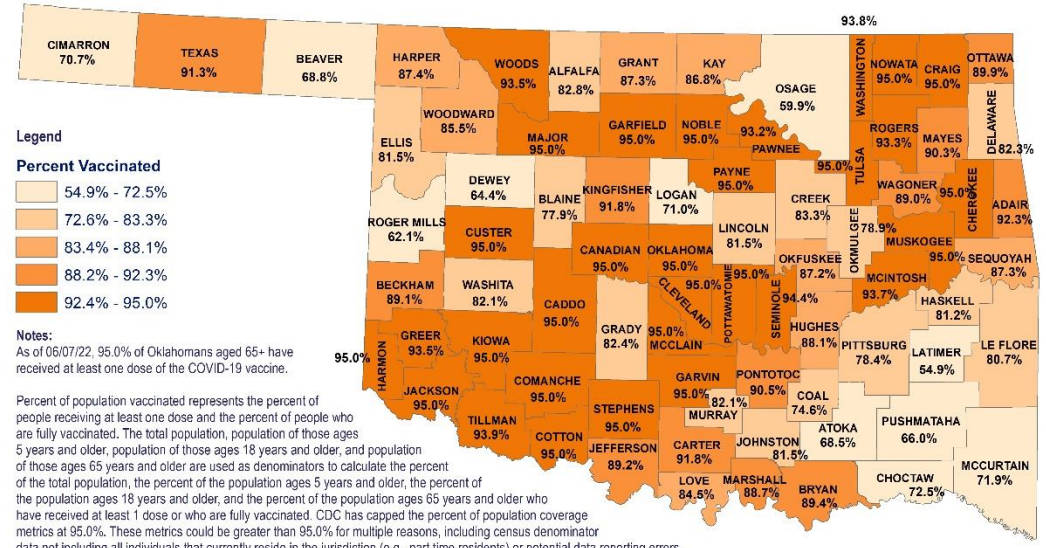 93.8%
CIMARRON
70.7%
TEXAS
91.3%
BEAVER
68.8%
HARPER
87.4%
WOODS
93.5%
ALFALFA
82.8%
GRANT
87.3%
KAY
86.8%
OSAGE
59.9%
WASHINGTON
NOWATA
95.0%
CRAIG
95.0%
OTTAWA
89.9%
DELAWARE
82.3%
WOODWARD
85.5%
ELLIS
81.5%
MAJOR
95.0%
GARFIELD
95.0%
NOBLE
95.0%
93.2%
PAWNEE
95.0%
TULSA
ROGERS
93.3%
MAYES
90.3%
Legend
Percent Vaccinated
54.9% - 72.5%
72.6% - 83.3%
83.4% - 88.1%
88.2% - 92.3%
92.4% - 95.0%
DEWEY
64.4%
BLAINE
77.9%
KINGFISHER
91.8%
LOGAN
71.0%
PAYNE
95.0%
CREEK
83.3%
WAGONER
89.0%
95.0%
CHEROKEE
ADAIR
92.3%
ROGER MILLS
62.1%
CUSTER
95.0%
CANADIAN
95.0%
OKLAHOMA
95.0%
LINCOLN
81.5%
OKMULGEE
78.9%
MUSKOGEE
95.0%
SEQUOYAH
87.3%
OKFUSKEE
87.2%
MCINTOSH
93.7%
BECKHAM
89.1%
WASHITA
82.1%
CADDO
95.0%
GRADY
82.4%
95.0%
CLEVELAND
95.0%
MCCLAIN
95.0%
POTTAWATOMIE
SEMINOLE
94.4%
HUGHES
88.1%
HASKELL
81.2%
PITTSBURG
78.4%
LATIMER
54.9%
LE FLORE
80.7%
95.0%
HARMON
GREER
93.5%
KIOWA
95.0%
JACKSON
95.0%
COMANCHE
95.0%
TILLMAN
93.9%
COTTON
95.0%
STEPHENS
95.0%
GARVIN
95.0%
PONTOTOC
90.5%
82.1%
MURRAY
COAL
74.6%
ATOKA
68.5%
PUSHMATAHA
66.0%
JEFFERSON
89.2%
CARTER
91.8%
JOHNSTON
81.5%
LOVE
84.5%
MARSHALL
88.7%
BRYAN
89.4%
CHOCTAW
72.5%
MCCURTAIN
71.9%
Notes:
As of 06/07/22, 95.0% of Oklahomans aged 65+ have
received at least one dose of the COVID-19 vaccine.
Percent of population vaccinated represents the percent of
people receiving at least one dose and the percent of people who
are fully vaccinated. The total population, population of those ages
5 years and older, population of those ages 18 years and older, and population
of those ages 65 years and older are used as denominators to calculate the percent
of the total population, the percent of the population ages 5 years and older, the percent of
the population ages 18 years and older, and the percent of the population ages 65 years and older who
have received at least 1 dose or who are fully vaccinated. CDC has capped the percent of population coverage
metrics at 95.0%. These metrics could be greater than 95.0% for multiple reasons, including census denominator
data not including all individuals that currently reside in the jurisdiction (e.g., part time residents) or potential data reporting errors.